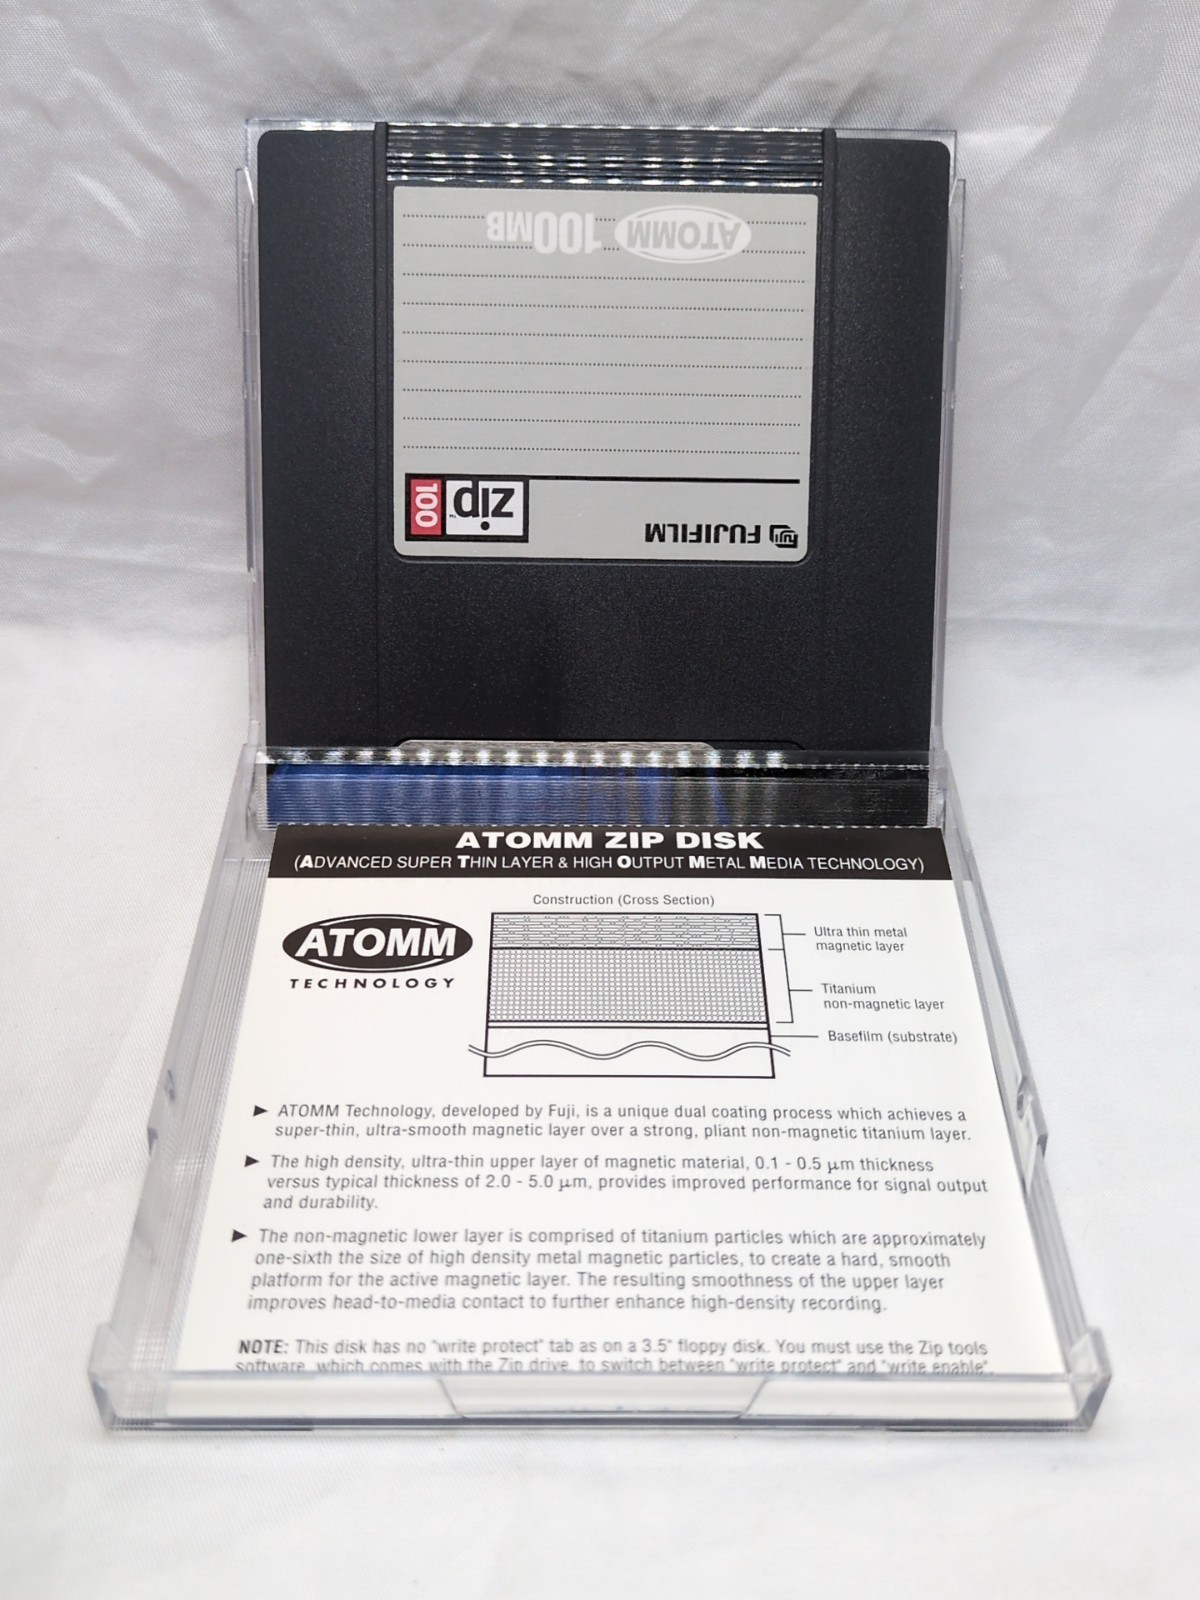 ATOMM 100MB
zip™
100
FUJIFILM
ATOMM ZIP DISK
(ADVANCED SUPER THIN LAYER & HIGH OUTPUT METAL MEDIA TECHNOLOGY)
Construction (Cross Section)
ATOMM
TECHNOLOGY
Ultra thin metal
magnetic layer
Titanium
non-magnetic layer
Basefilm (substrate)
► ATOMM Technology, developed by Fuji, is a unique dual coating process which achieves a
super-thin, ultra-smooth magnetic layer over a strong, pliant non-magnetic titanium layer.
► The high density, ultra-thin upper layer of magnetic material, 0.1 - 0.5 μm thickness
versus typical thickness of 2.0 - 5.0 μm, provides improved performance for signal output
and durability.
► The non-magnetic lower layer is comprised of titanium particles which are approximately
one-sixth the size of high density metal magnetic particles, to create a hard, smooth
platform for the active magnetic layer. The resulting smoothness of the upper layer
improves head-to-media contact to further enhance high-density recording.
NOTE: This disk has no "write protect" tab as on a 3.5" floppy disk. You must use the Zip tools
software, which comes with the Zip drive, to switch between "write protect" and "write enable".